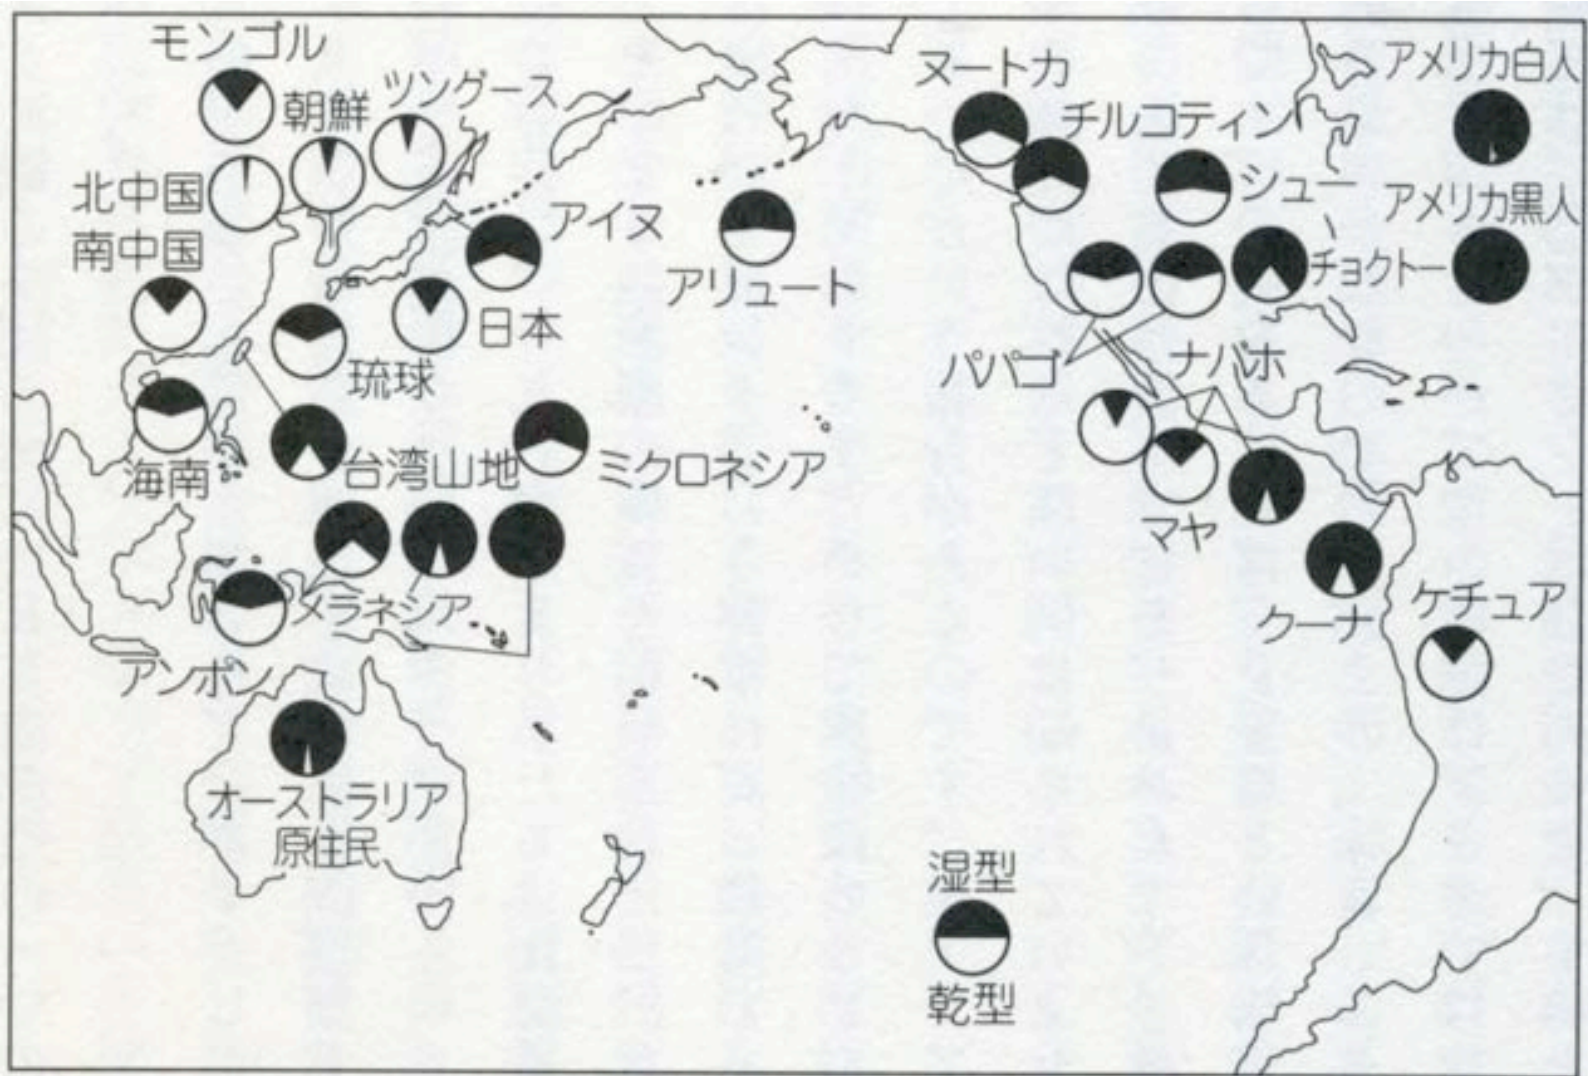 モンゴル
朝鮮
ツングース
北中国
南中国
アイヌ
日本
琉球
海南
台湾山地
ミクロネシア
メラネシア
アンボン
オーストラリア
原住民
アリュート
ヌートカ
チルコティン
シュー
アメリカ白人
アメリカ黒人
チョクトー
パパゴ
ナバホ
マヤ
クーナ
ケチュア
湿型
乾型